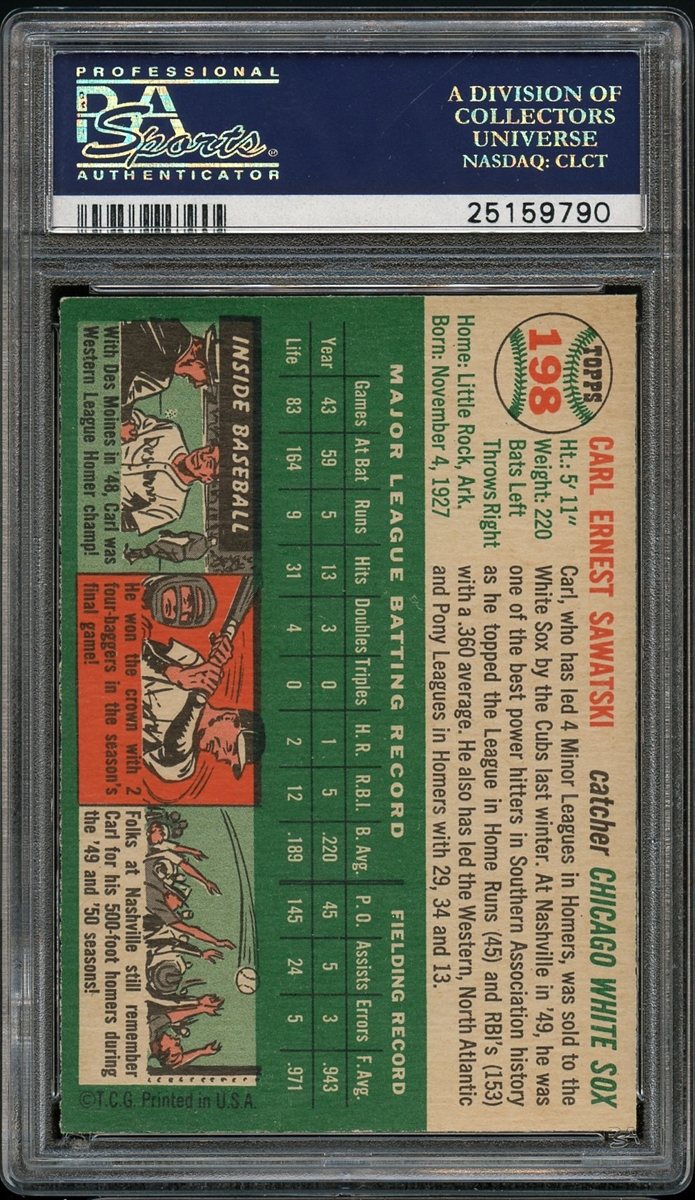 PROFESSIONAL
PSA
Sports®
AUTHENTICATOR
A DIVISION OF
COLLECTORS
UNIVERSE
NASDAQ: CLCT
25159790
TOPPS
198
CARL ERNEST SAWATSKI catcher CHICAGO WHITE SOX
Ht.: 5' 11"
Weight: 220
Bats Left
Throws Right
Home: Little Rock, Ark.
Born: November 4, 1927
Carl, who has led 4 Minor Leagues in Homers, was sold to the
White Sox by the Cubs last winter. At Nashville in '49, he was
one of the best power hitters in Southern Association history
as he topped the League in Home Runs (45) and RBI's (153)
with a .360 average. He also has led the Western, North Atlantic
and Pony Leagues in Homers with 29, 34 and 13.
MAJOR LEAGUE BATTING RECORD FIELDING RECORD
Games At Bat Runs Hits Doubles Triples H. R. R.B.I. B. Avg. P. O. Assists Errors F. Avg.
Year 43 59 5 13 3 0 1 5 .220 45 5 3 .943
Life 83 164 9 31 4 0 2 12 .189 145 24 5 .971
INSIDE BASEBALL
With Des Moines in '48, Carl was
Western League Homer champ!
He won the crown with 2
four-baggers in the season's
final game!
Folks at Nashville still remember
Carl for his 500-foot homers during
the '49 and '50 seasons!
©T.C.G. Printed in U.S.A.